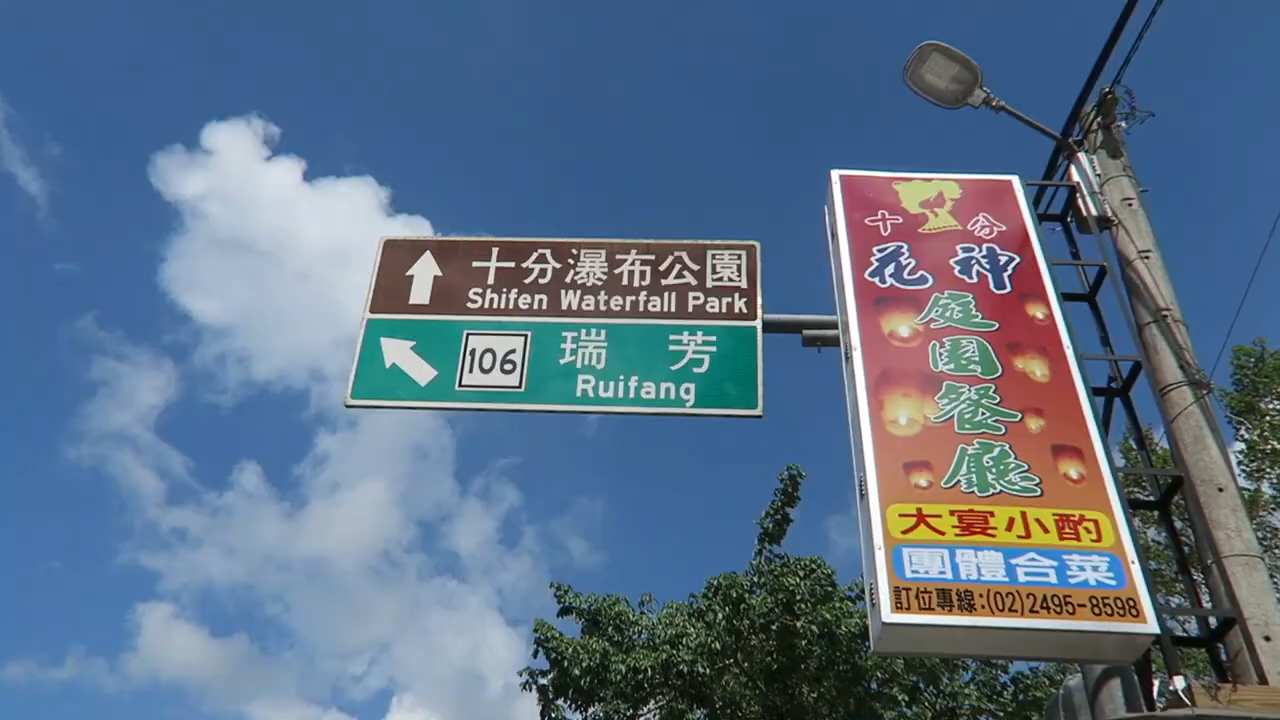 十分瀑布公園
Shifen Waterfall Park
106
瑞芳
Ruifang
十分
花神
庭園餐廳
大宴小酌
團體合菜
訂位專線:(02)2495-8598